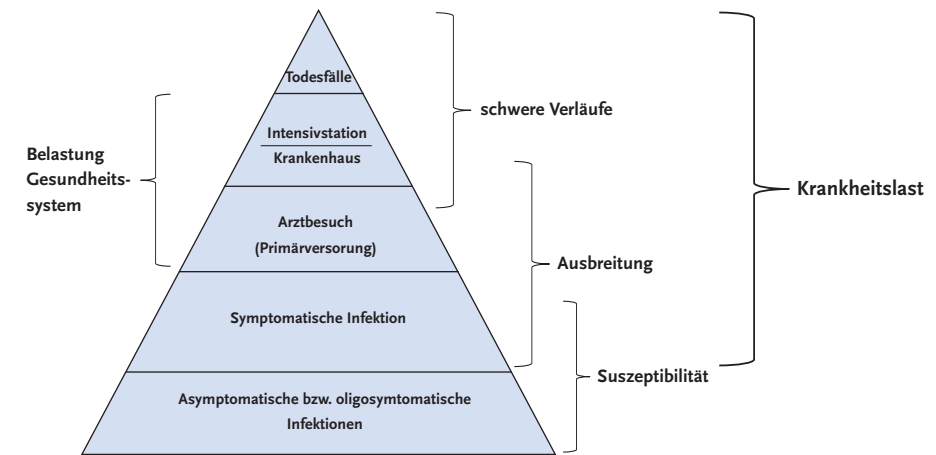 Todesfälle
schwere Verläufe
Intensivstation
Krankenhaus
Belastung
Gesundheits-
system
Krankheitslast
Arztbesuch
(Primärversorung)
Ausbreitung
Symptomatische Infektion
Suszeptibilität
Asymptomatische bzw. oligosymtomatische
Infektionen